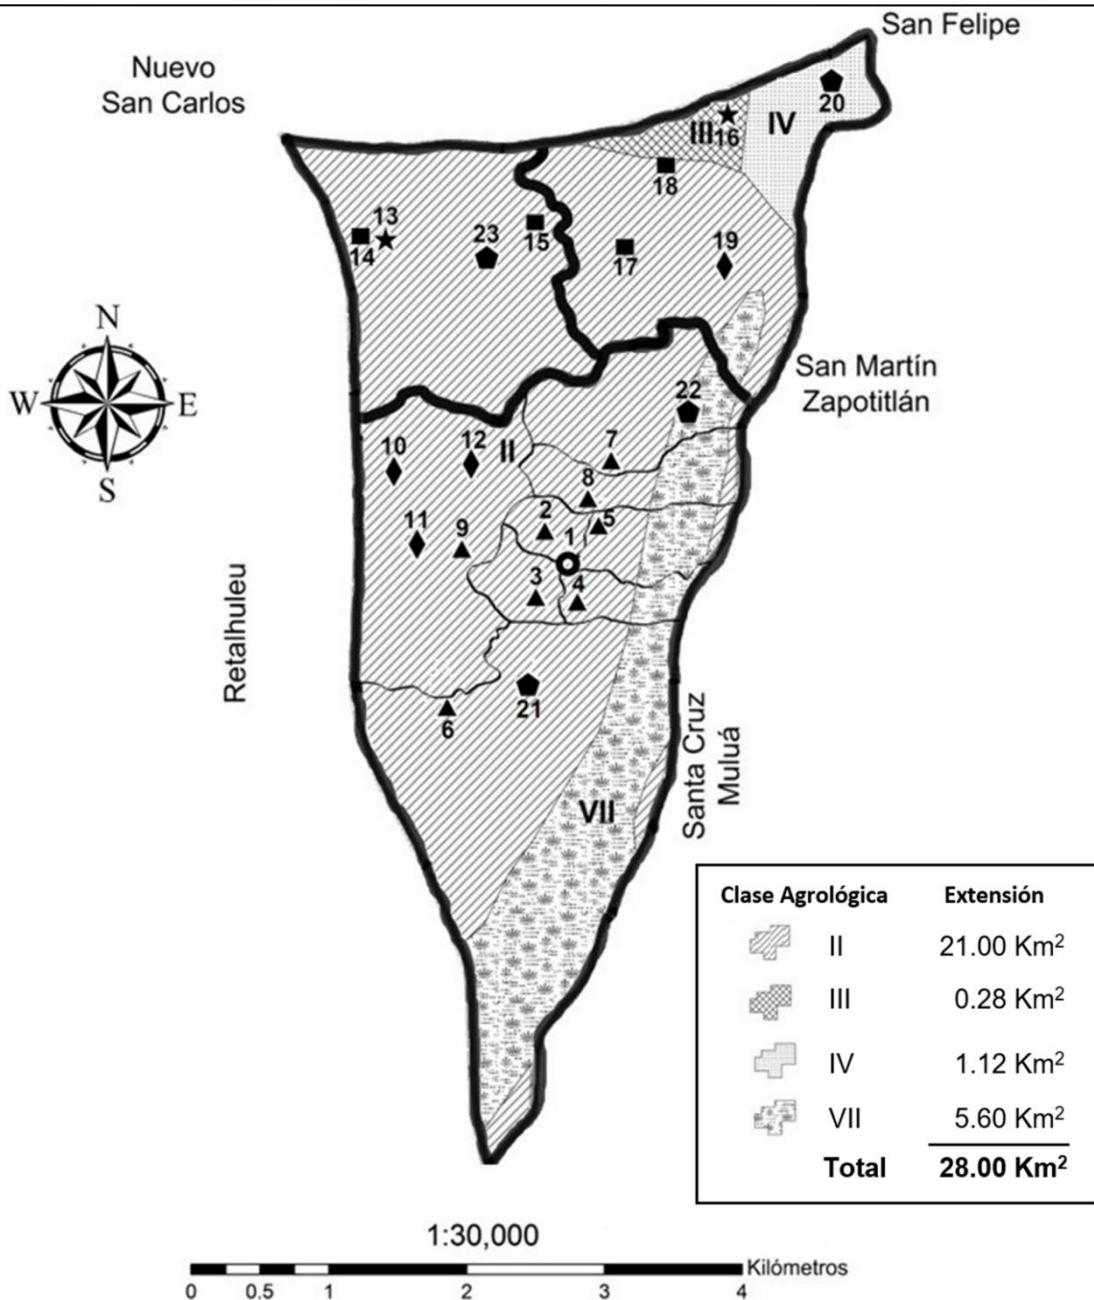 San Felipe
Nuevo
San Carlos
20
III
16
IV
18
13
14
23
15
17
19
N
W
E
S
San Martín
Zapotitlán
22
10
12
II
7
8
2
5
11
9
1
3
4
Retalhuleu
6
21
Santa Cruz
Muluá
VII
Clase Agrológica Extensión
II 21.00 Km²
III 0.28 Km²
IV 1.12 Km²
VII 5.60 Km²
Total 28.00 Km²
1:30,000
Kilómetros
0 0.5 1 2 3 4